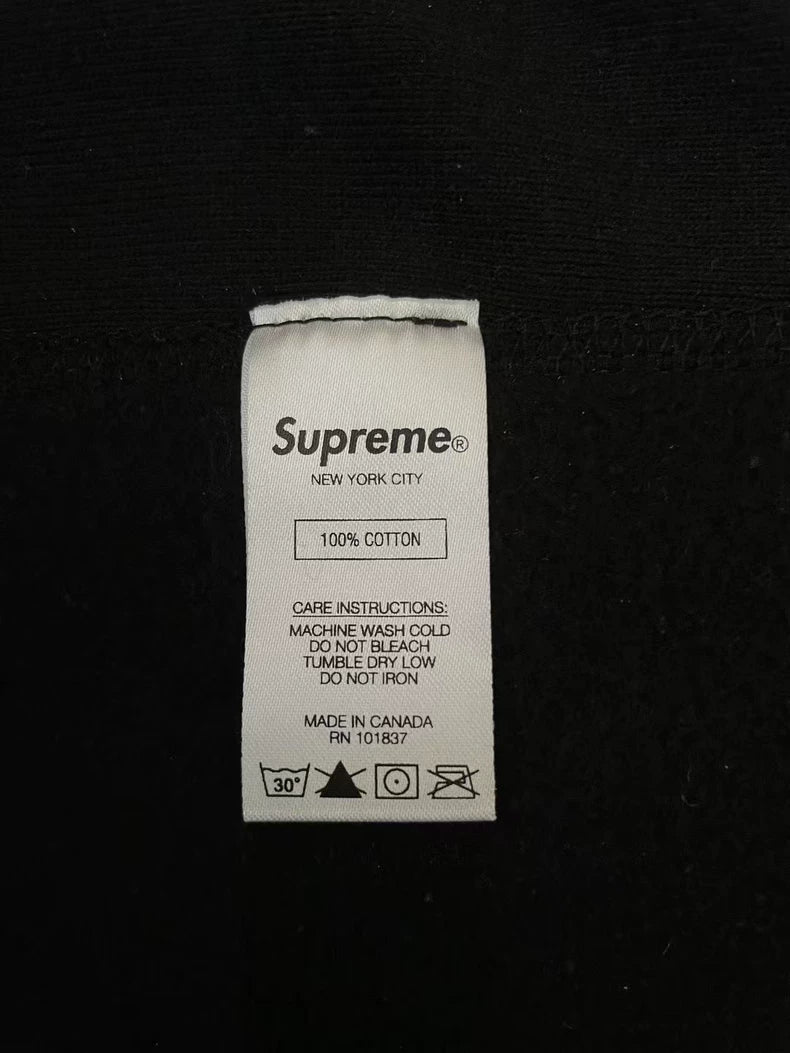 Supreme®
NEW YORK CITY
100% COTTON
CARE INSTRUCTIONS:
MACHINE WASH COLD
DO NOT BLEACH
TUMBLE DRY LOW
DO NOT IRON
MADE IN CANADA
RN 101837
30°